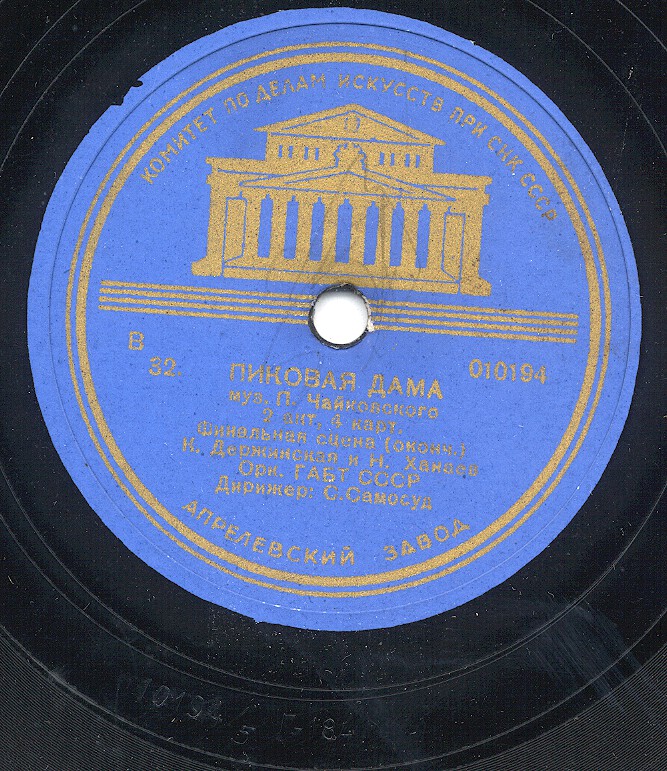 КОМИТЕТ ПО ДЕЛАМ ИСКУССТВ ПРИ СНК СССР
В
32.
010194
ПИКОВАЯ ДАМА
муз. П. Чайковского
2 акт, 4 карт.
Финальная сцена (оконч.)
К. Держинская и Н. Ханаев
Орк. ГАБТ СССР
Дирижер: С.Самосуд
АПРЕЛЕВСКИЙ ЗАВОД